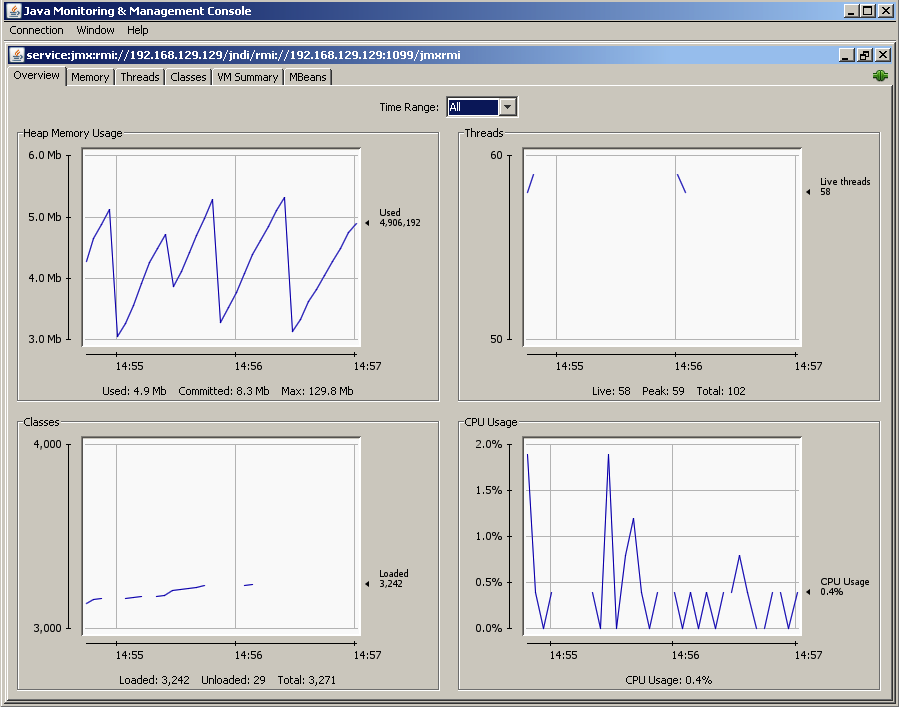 Java Monitoring & Management Console
Connection Window Help
service:jmx:rmi://192.168.129.129/jndi/rmi://192.168.129.129:1099/jmxrmi
Overview Memory Threads Classes VM Summary MBeans
Time Range: All
Heap Memory Usage
6.0 Mb
5.0 Mb
4.0 Mb
3.0 Mb
Used
4,906,192
14:55 14:56 14:57
Used: 4.9 Mb Committed: 8.3 Mb Max: 129.8 Mb
Threads
60
50
Live threads
58
14:55 14:56 14:57
Live: 58 Peak: 59 Total: 102
Classes
4,000
3,000
Loaded
3,242
14:55 14:56 14:57
Loaded: 3,242 Unloaded: 29 Total: 3,271
CPU Usage
2.0%
1.5%
1.0%
0.5%
0.0%
CPU Usage
0.4%
14:55 14:56 14:57
CPU Usage: 0.4%